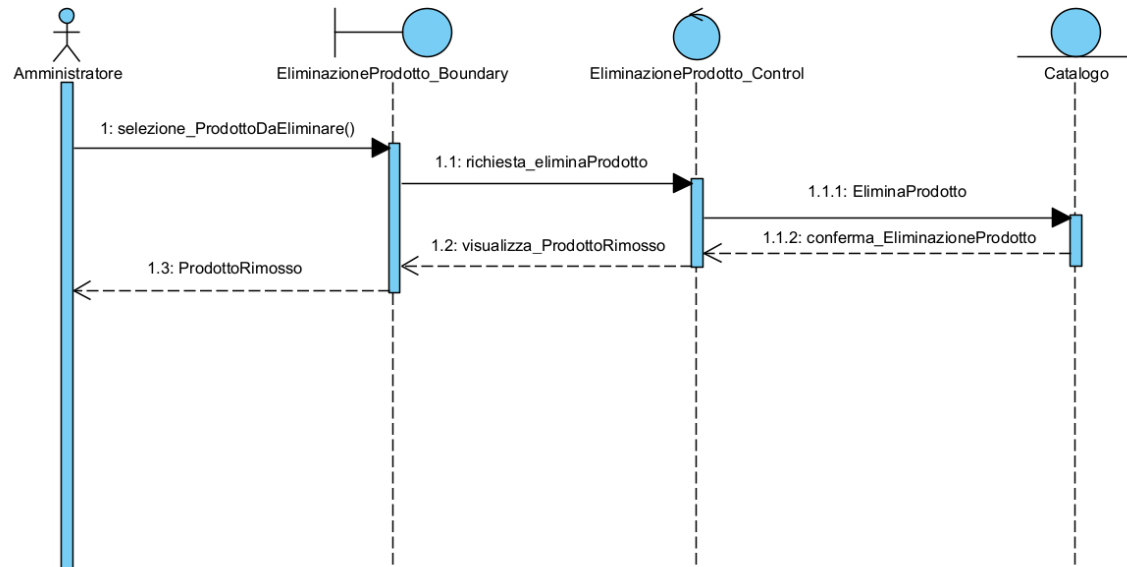 Amministratore
EliminazioneProdotto_Boundary
EliminazioneProdotto_Control
Catalogo
1: selezione_ProdottoDaEliminare()
1.1: richiesta_eliminaProdotto
1.1.1: EliminaProdotto
1.1.2: conferma_EliminazioneProdotto
1.2: visualizza_ProdottoRimosso
1.3: ProdottoRimosso